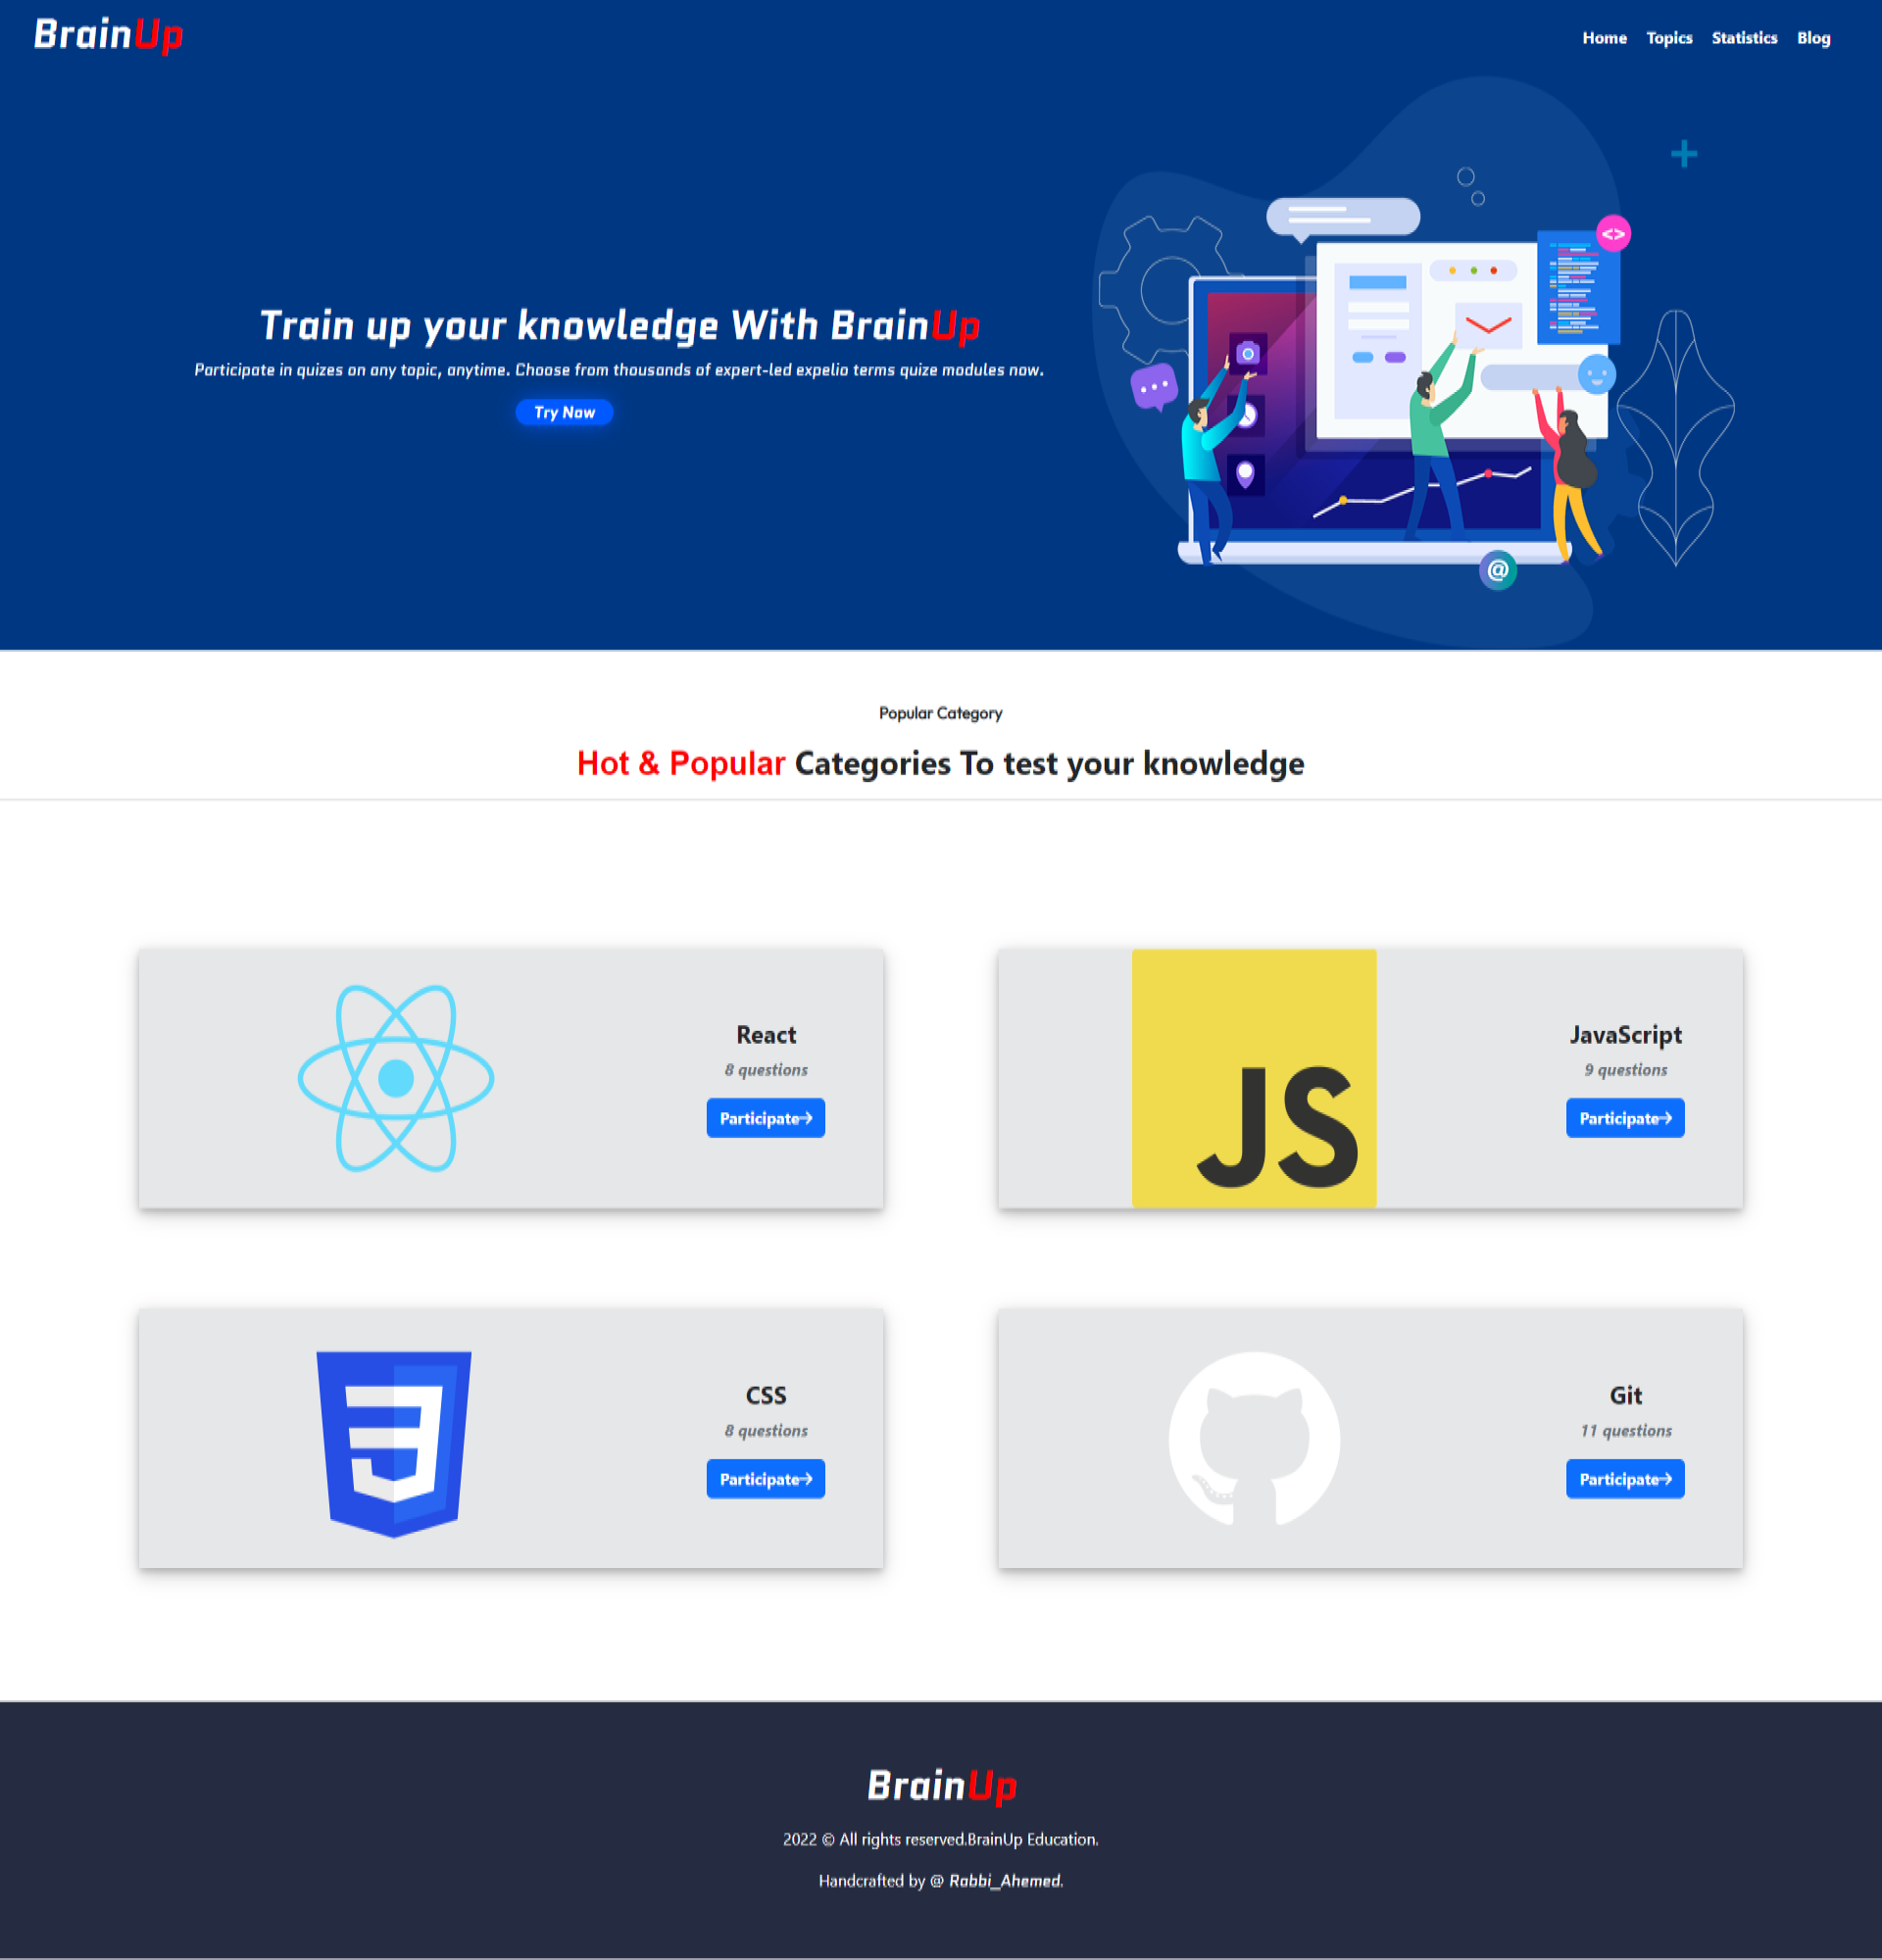 BrainUp
Home Topics Statistics Blog
<>
Train up your knowledge With BrainUp
Participate in quizes on any topic, anytime. Choose from thousands of expert-led expelio terms quize modules now.
Try Now
@
Popular Category
Hot & Popular Categories To test your knowledge
React
8 questions
Participate→
JS
JavaScript
9 questions
Participate→
CSS
8 questions
Participate→
Git
11 questions
Participate→
BrainUp
2022 © All rights reserved.BrainUp Education.
Handcrafted by @ Rabbi_Ahemed.